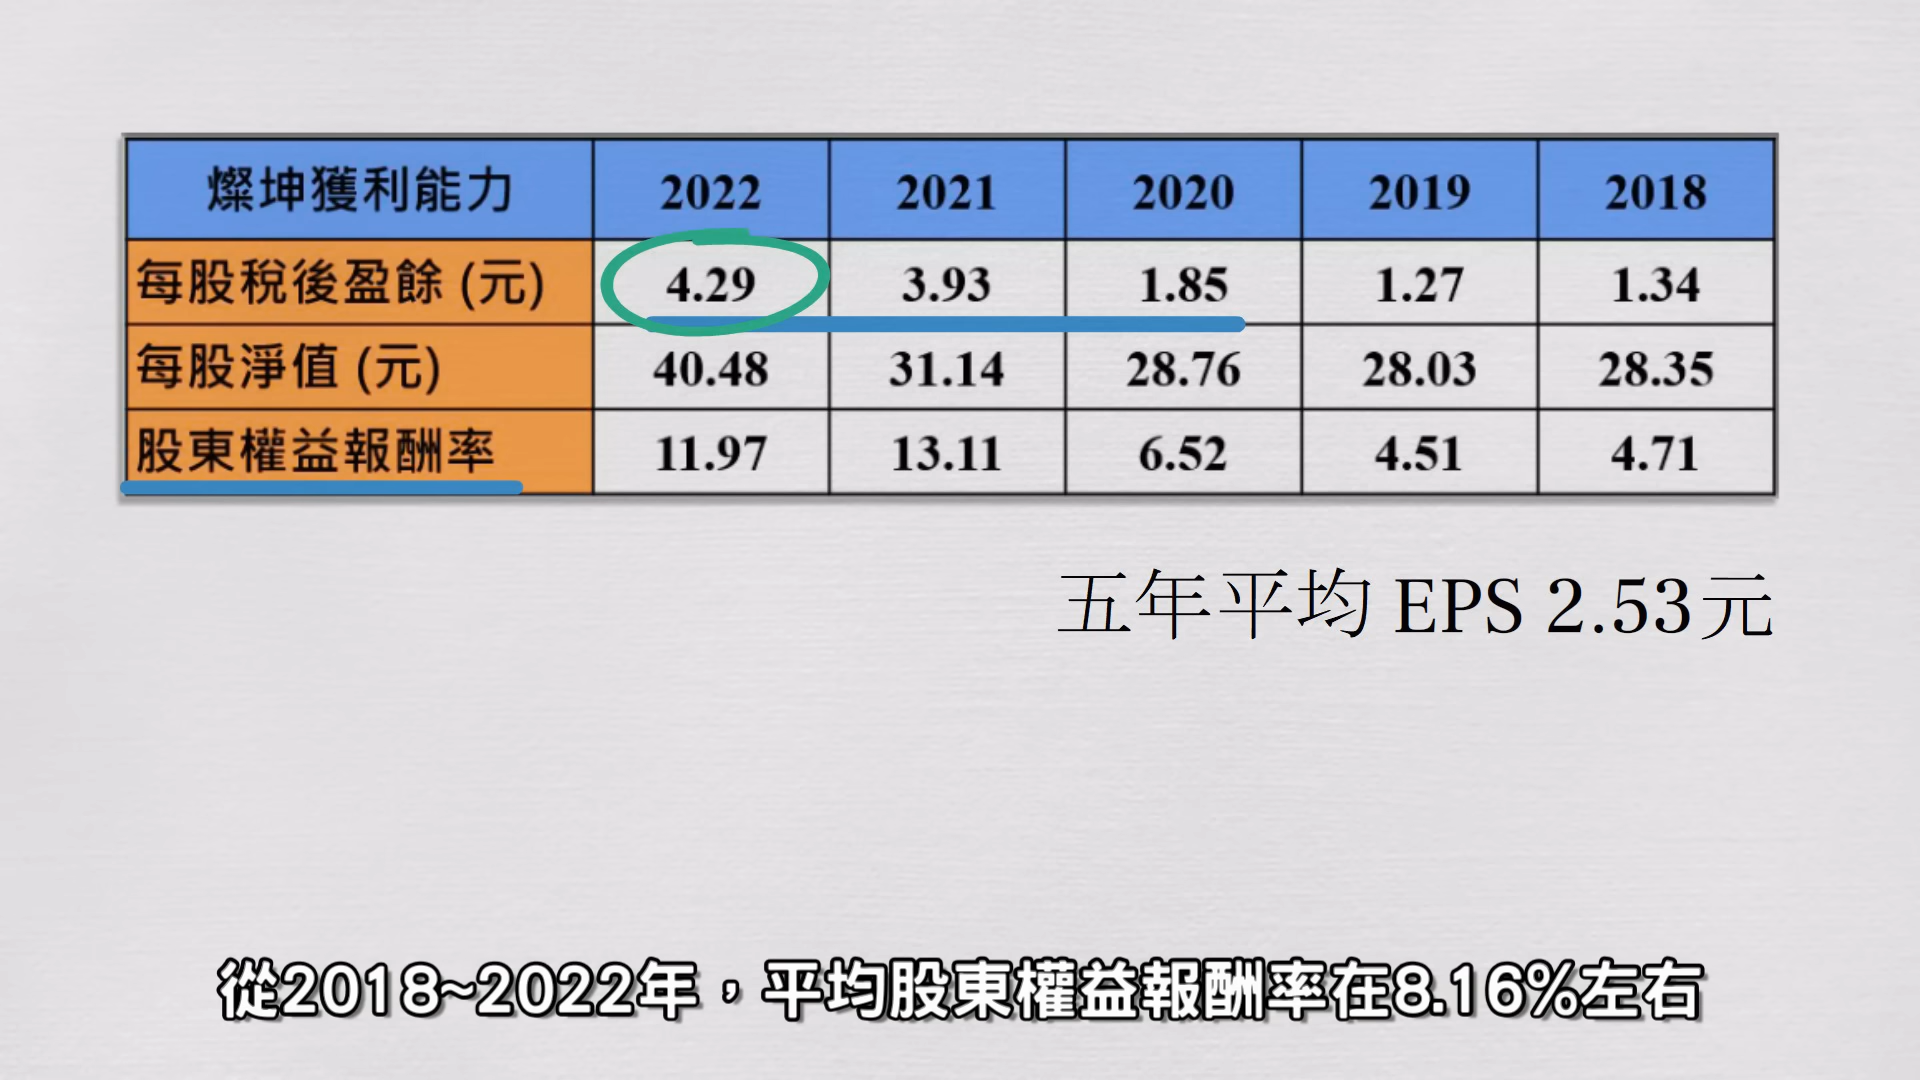 燦坤獲利能力 2022 2021 2020 2019 2018
每股稅後盈餘 (元) 4.29 3.93 1.85 1.27 1.34
每股淨值 (元) 40.48 31.14 28.76 28.03 28.35
股東權益報酬率 11.97 13.11 6.52 4.51 4.71
五年平均 EPS 2.53元
從2018~2022年，平均股東權益報酬率在8.16%左右